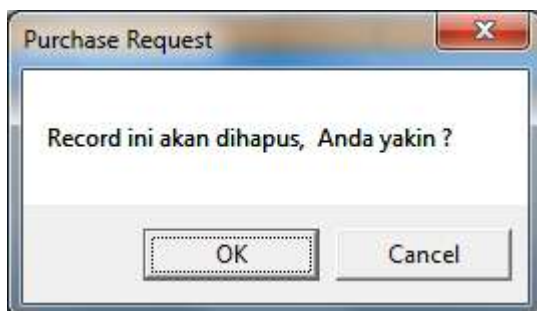 Purchase Request
Record ini akan dihapus, Anda yakin ?
OK
Cancel